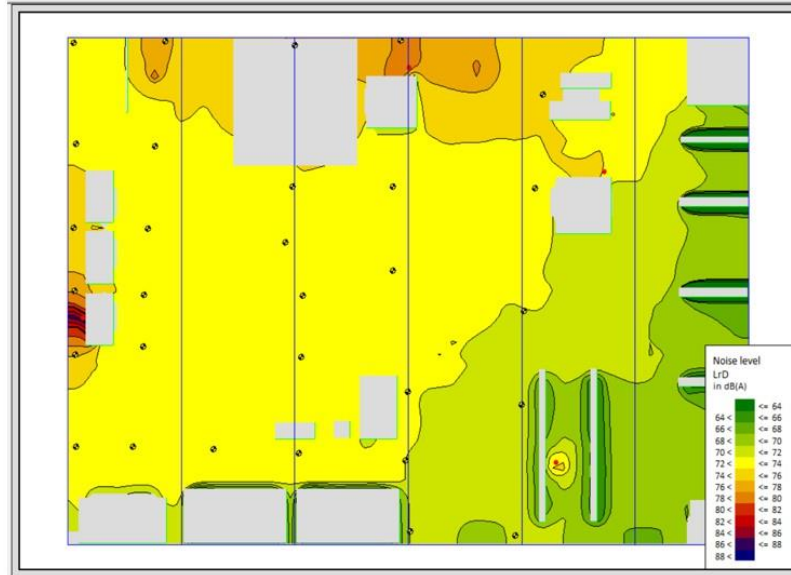 Noise level
LrD
in dB(A)
<= 64
64 < <= 66
66 < <= 68
68 < <= 70
70 < <= 72
72 < <= 74
74 < <= 76
76 < <= 78
78 < <= 80
80 < <= 82
82 < <= 84
84 < <= 86
86 < <= 88
88 <